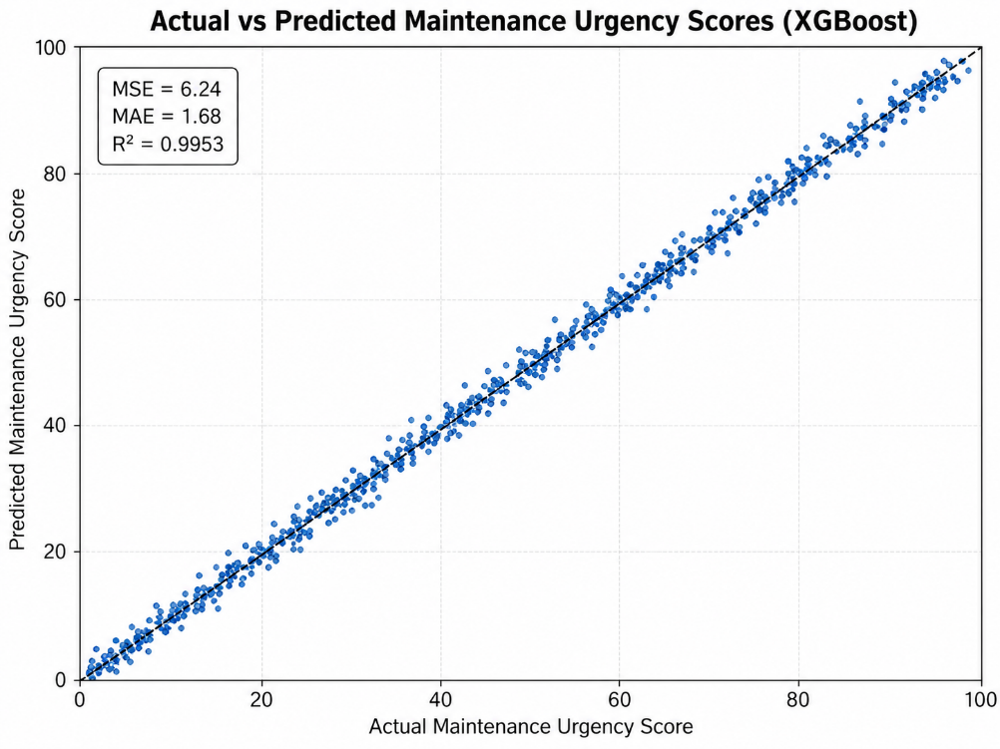 Actual vs Predicted Maintenance Urgency Scores (XGBoost)
MSE = 6.24
MAE = 1.68
R² = 0.9953
Predicted Maintenance Urgency Score
100
80
60
40
20
0
0 20 40 60 80 100
Actual Maintenance Urgency Score